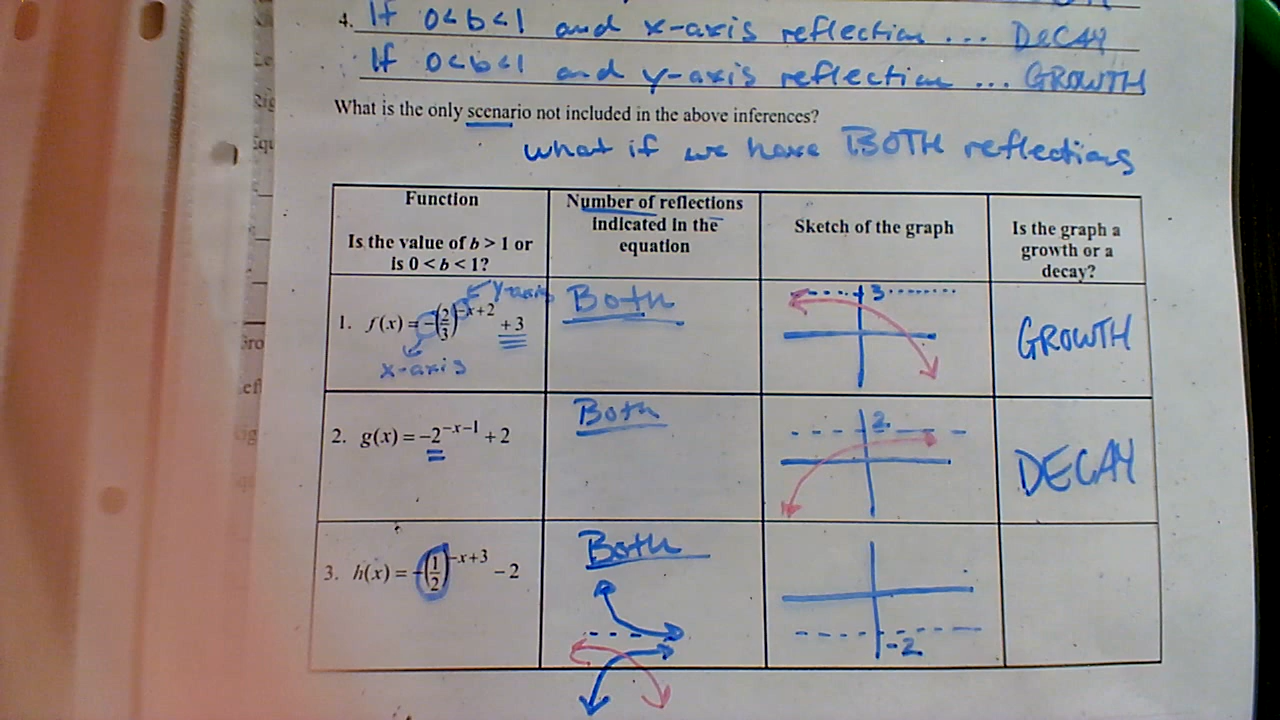 4. If 0<b<1 and x-axis reflection ... DECAY
If 0<b<1 and y-axis reflection ... GROWTH
What is the only scenario not included in the above inferences?
what if we have BOTH reflections
Function
Is the value of b > 1 or
is 0 < b < 1?
Number of reflections
indicated in the
equation
Sketch of the graph
Is the graph a
growth or a
decay?
y-axis
1. f(x) = -(2/3)^(-x+2) + 3
x-axis
Both
3
GROWTH
2. g(x) = -2^(-x-1) + 2
Both
2
DECAY
3. h(x) = -(1/2)^(-x+3) - 2
Both
-2